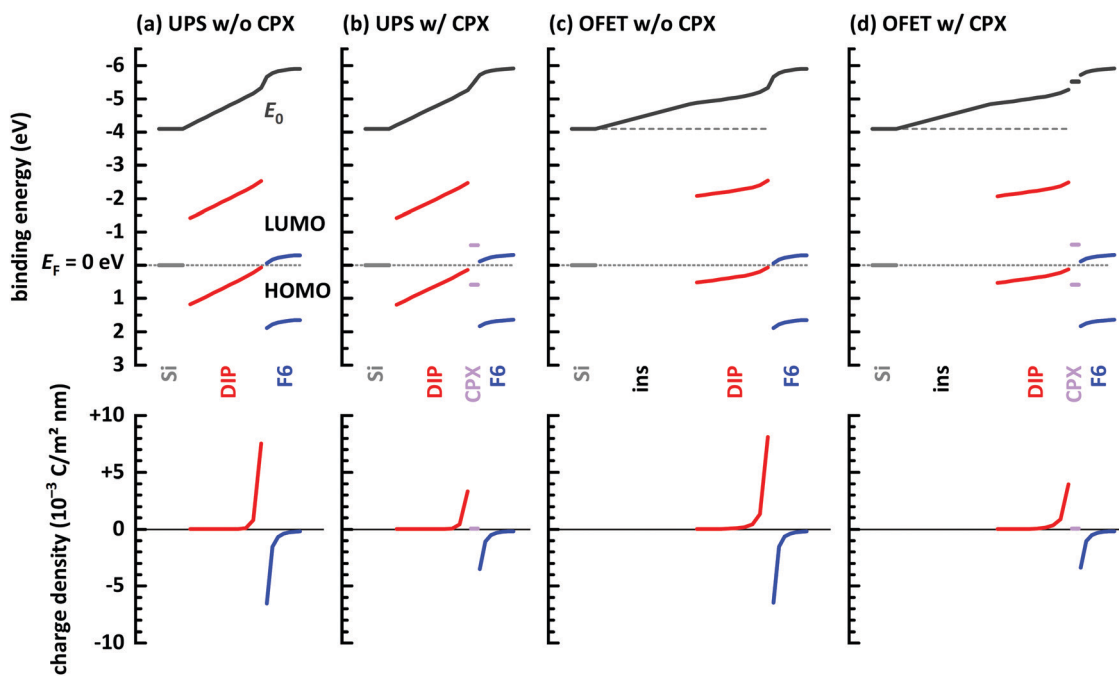 (a) UPS w/o CPX
(b) UPS w/ CPX
(c) OFET w/o CPX
(d) OFET w/ CPX
binding energy (eV)
-6
-5
-4
-3
-2
-1
E_F = 0 eV
1
2
3
E₀
LUMO
HOMO
Si
DIP
F6
Si
DIP
CPX
F6
Si
ins
DIP
F6
Si
ins
DIP
CPX
F6
charge density (10⁻³ C/m² nm)
+10
+5
0
-5
-10